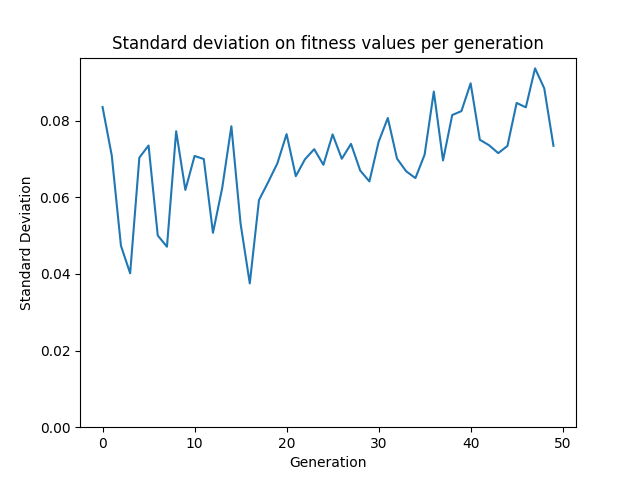 Standard deviation on fitness values per generation
0.08
0.06
0.04
0.02
0.00
Standard Deviation
0 10 20 30 40 50
Generation